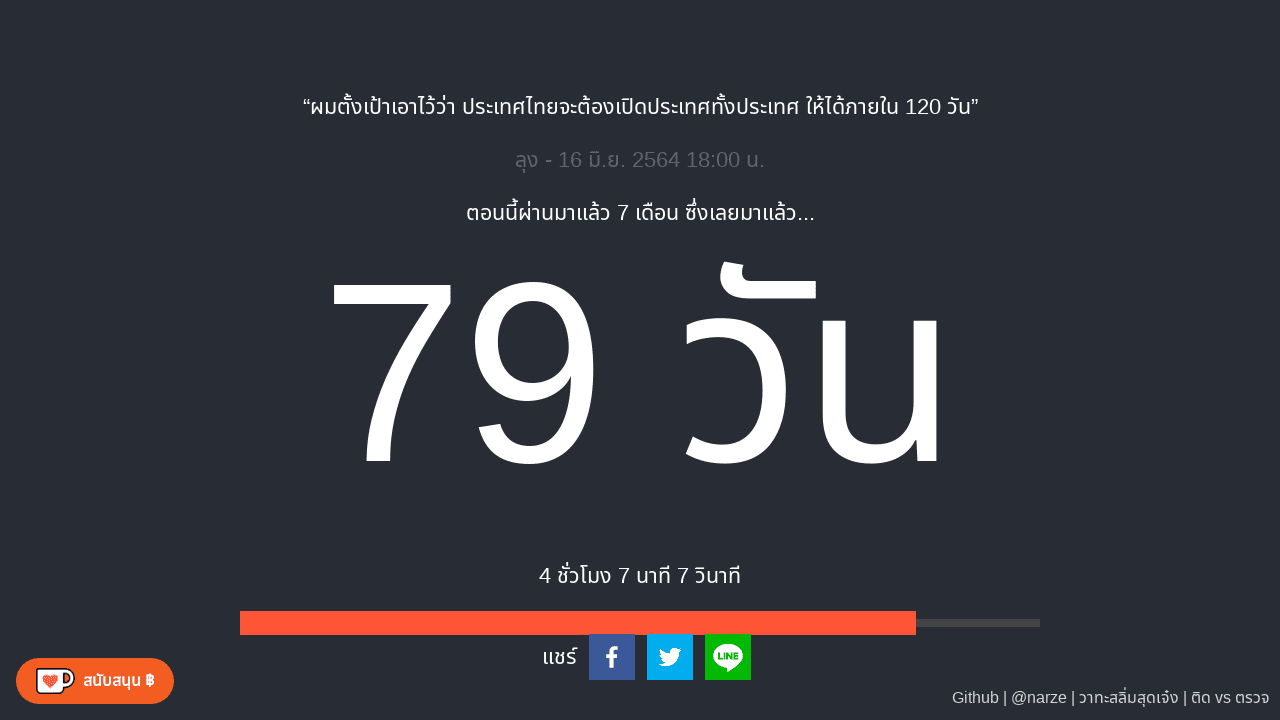 “ผมตั้งเป้าเอาไว้ว่า ประเทศไทยจะต้องเปิดประเทศทั้งประเทศ ให้ได้ภายใน 120 วัน”
ลุง - 16 มิ.ย. 2564 18:00 น.
ตอนนี้ผ่านมาแล้ว 7 เดือน ซึ่งเลยมาแล้ว...
79 วัน
4 ชั่วโมง 7 นาที 7 วินาที
แชร์
LINE
สนับสนุน ฿
Github | @narze | วาทะสลิ่มสุดเจ๋ง | ติด vs ตรวจ